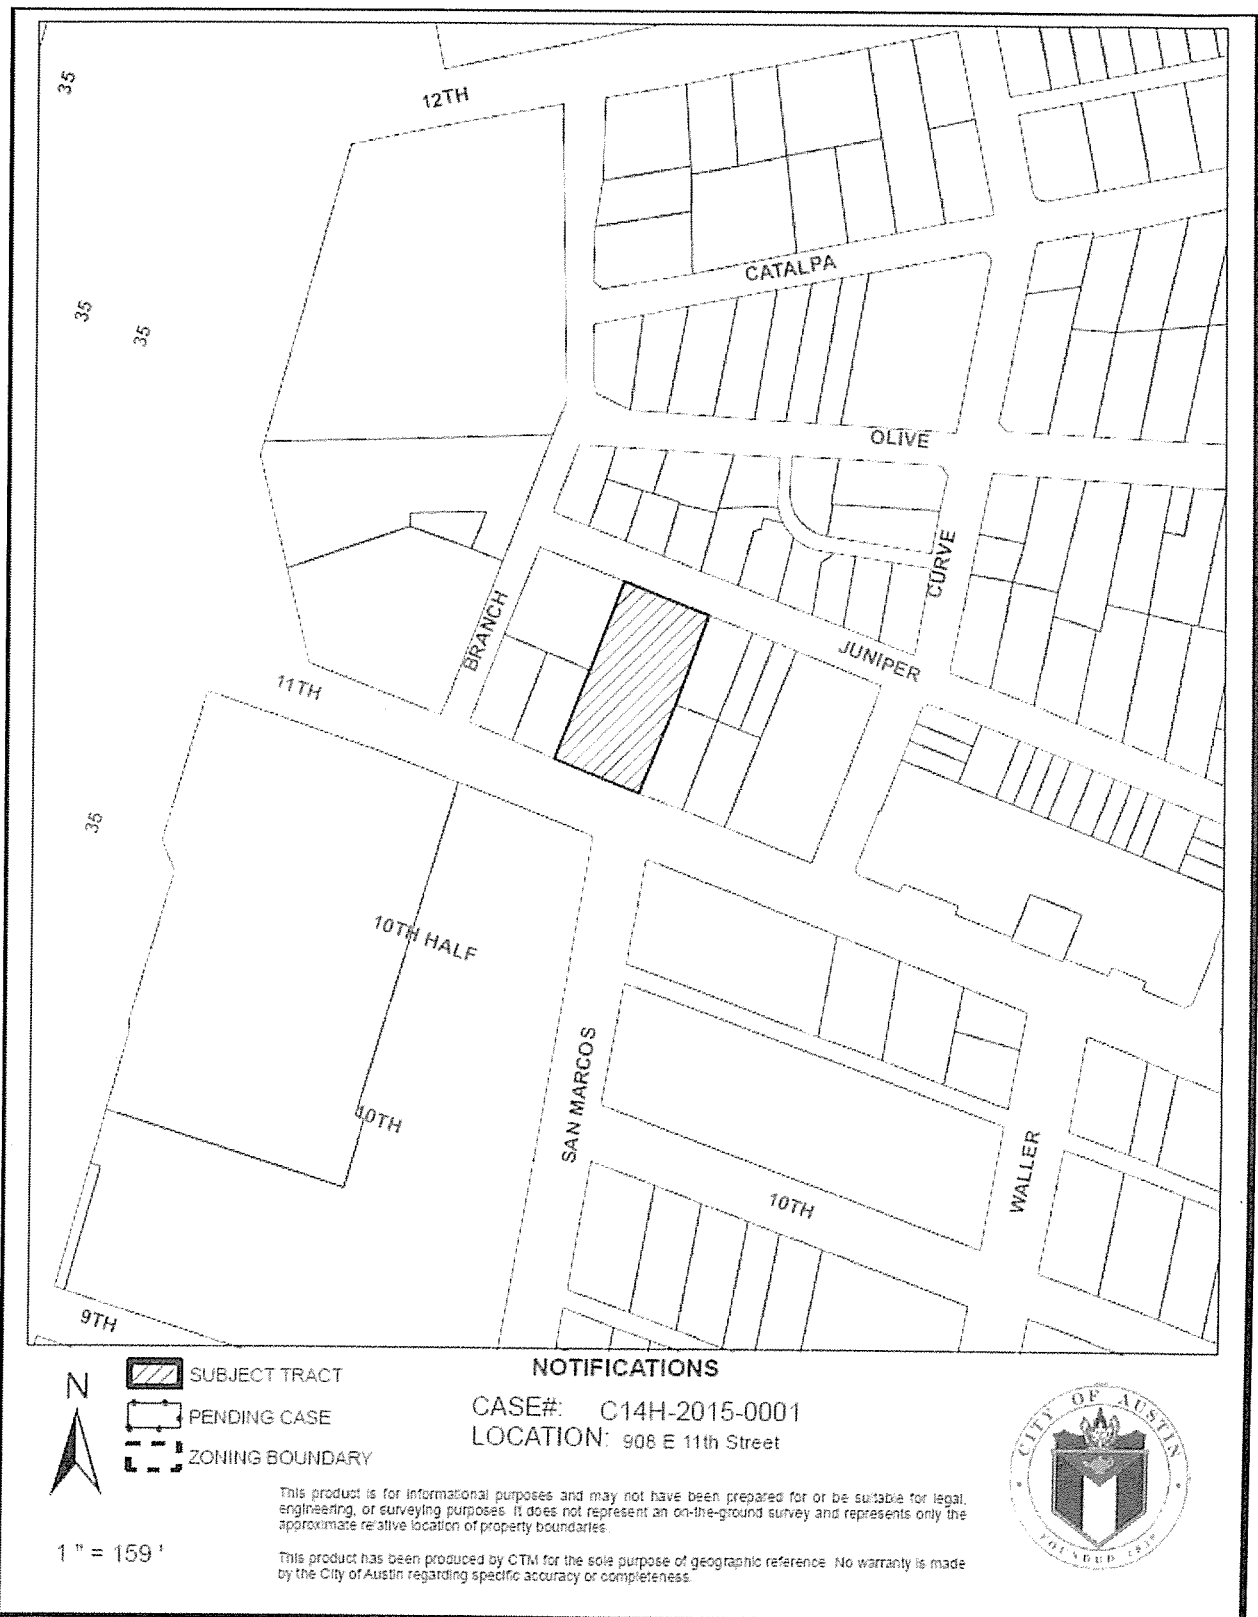 35
12TH
CATALPA
35
35
OLIVE
CURVE
BRANCH
JUNIPER
11TH
35
10TH HALF
SAN MARCOS
10TH
WALLER
10TH
9TH
NOTIFICATIONS
N
SUBJECT TRACT
PENDING CASE
ZONING BOUNDARY
CASE#: C14H-2015-0001
LOCATION: 908 E 11th Street
This product is for informational purposes and may not have been prepared for or be suitable for legal,
engineering, or surveying purposes. It does not represent an on-the-ground survey and represents only the
approximate relative location of property boundaries.
1 " = 159 '
This product has been produced by CTM for the sole purpose of geographic reference. No warranty is made
by the City of Austin regarding specific accuracy or completeness.
CITY OF AUSTIN
FOUNDED 1839